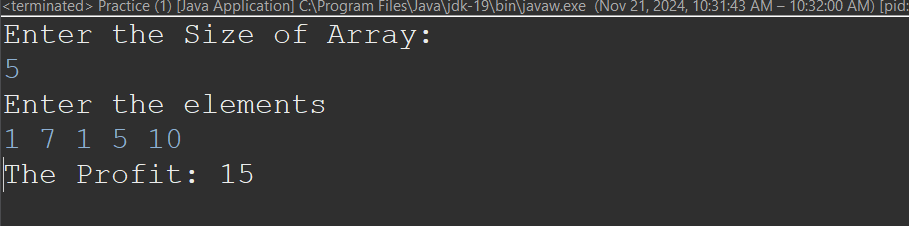 <terminated> Practice (1) [Java Application] C:\Program Files\Java\jdk-19\bin\javaw.exe (Nov 21, 2024, 10:31:43 AM – 10:32:00 AM) [pid:
Enter the Size of Array:
5
Enter the elements
1 7 1 5 10
The Profit: 15